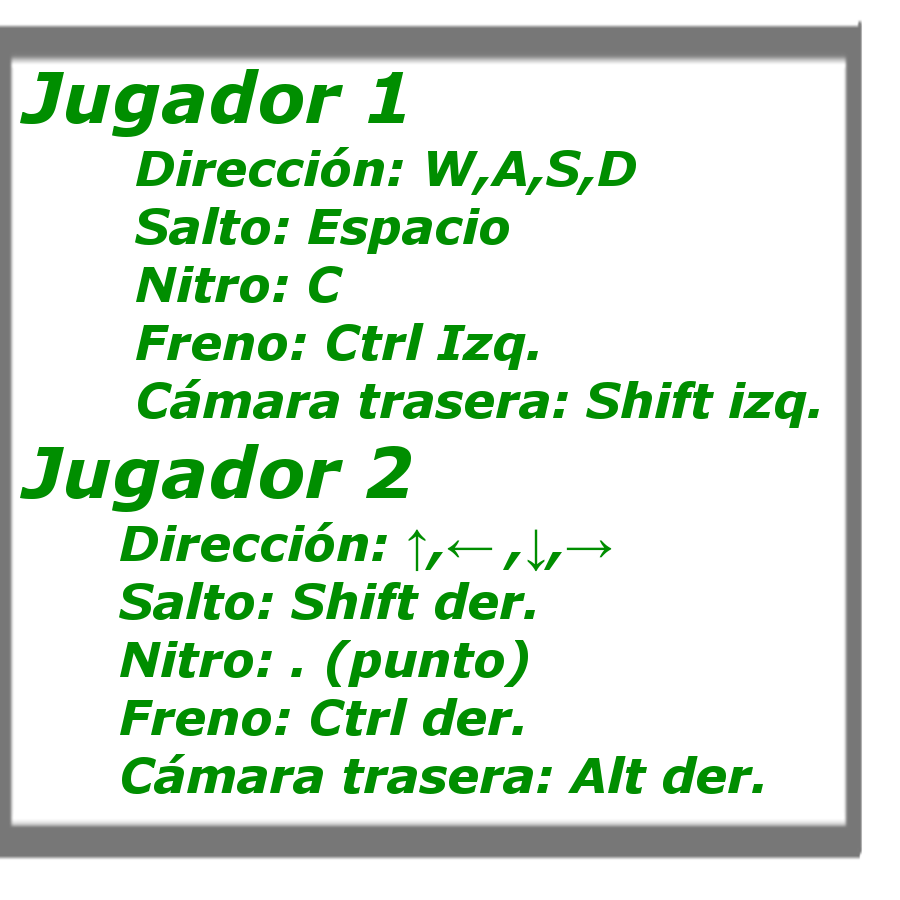 Jugador 1
Dirección: W,A,S,D
Salto: Espacio
Nitro: C
Freno: Ctrl Izq.
Cámara trasera: Shift izq.
Jugador 2
Dirección: ↑,← ,↓,→
Salto: Shift der.
Nitro: . (punto)
Freno: Ctrl der.
Cámara trasera: Alt der.